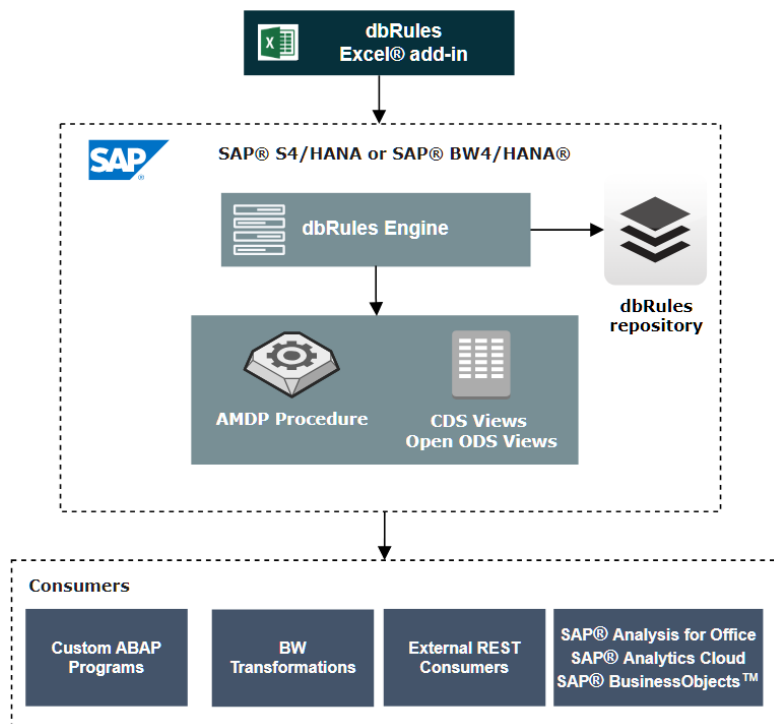 dbRules
Excel® add-in
X
SAP
®
SAP® S4/HANA or SAP® BW4/HANA®
dbRules Engine
dbRules
repository
AMDP Procedure
CDS Views
Open ODS Views
Consumers
Custom ABAP
Programs
BW
Transformations
External REST
Consumers
SAP® Analysis for Office
SAP® Analytics Cloud
SAP® BusinessObjects™